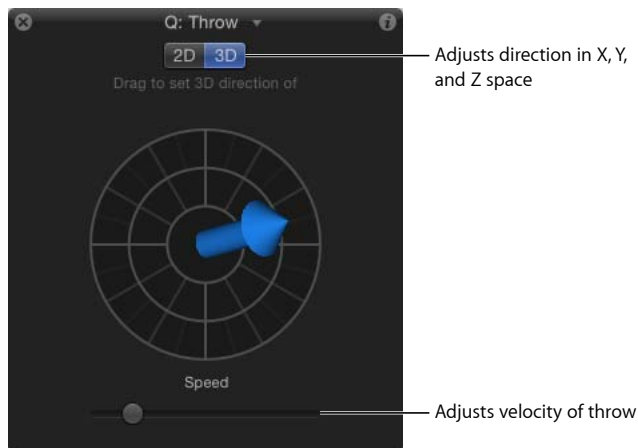 Q: Throw
2D 3D
Drag to set 3D direction of
Adjusts direction in X, Y,
and Z space
Speed
Adjusts velocity of throw